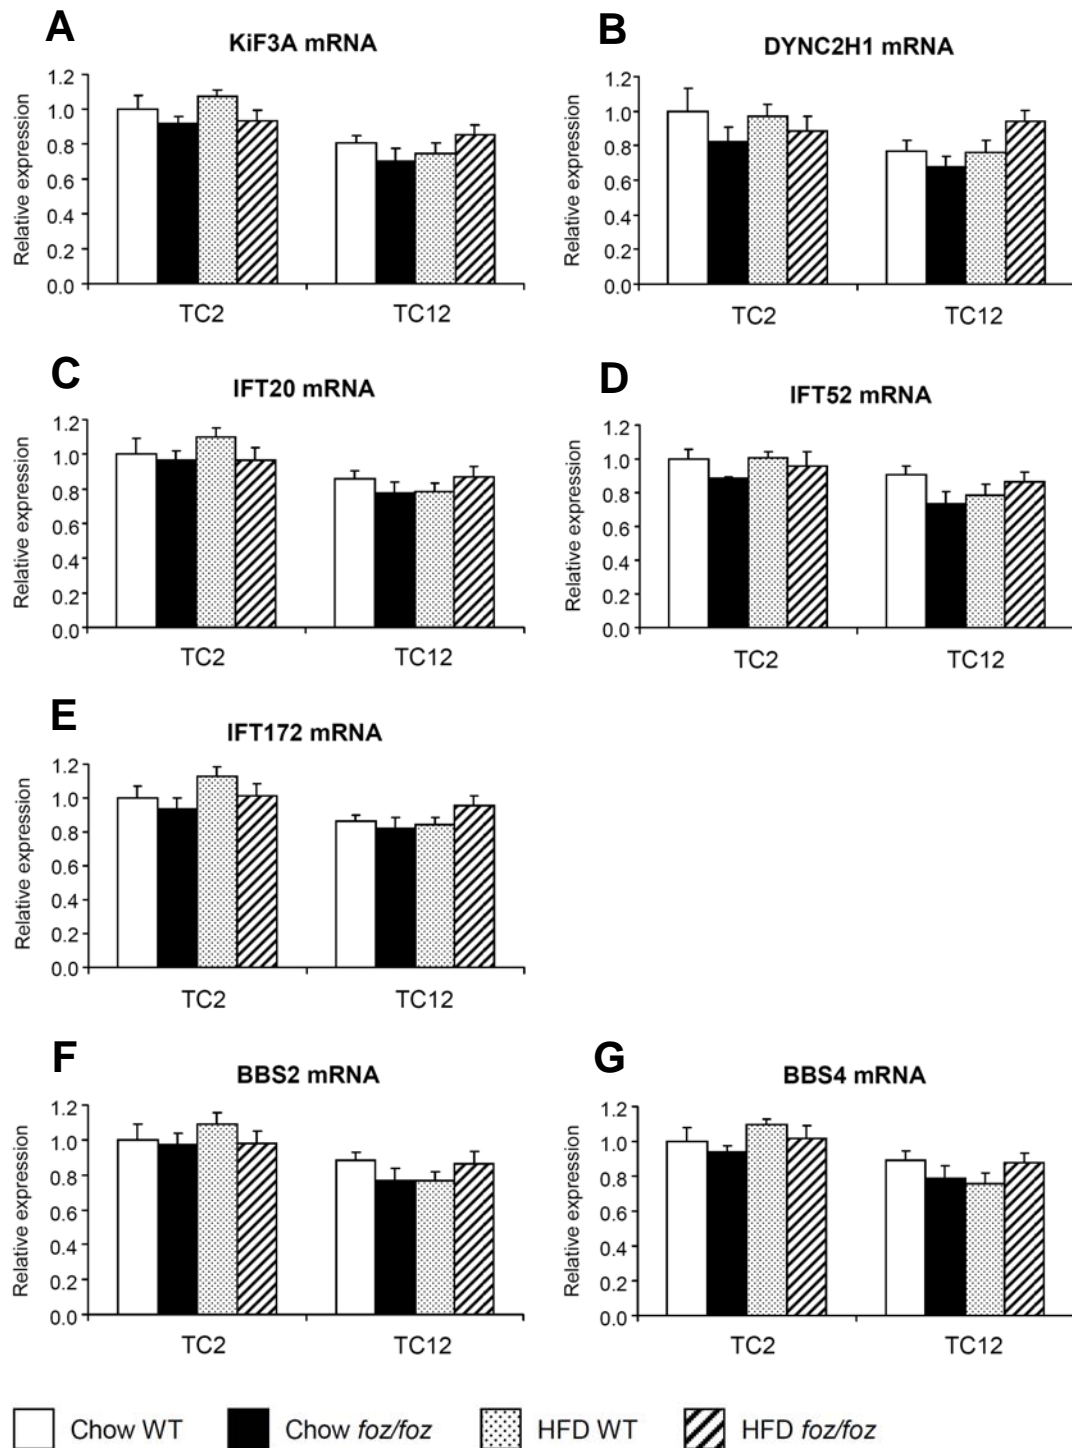 A
KiF3A mRNA
Relative expression
1.2
1.0
0.8
0.6
0.4
0.2
0.0
TC2 TC12
B
DYNC2H1 mRNA
Relative expression
1.2
1.0
0.8
0.6
0.4
0.2
0.0
TC2 TC12
C
IFT20 mRNA
Relative expression
1.2
1.0
0.8
0.6
0.4
0.2
0.0
TC2 TC12
D
IFT52 mRNA
Relative expression
1.2
1.0
0.8
0.6
0.4
0.2
0.0
TC2 TC12
E
IFT172 mRNA
Relative expression
1.2
1.0
0.8
0.6
0.4
0.2
0.0
TC2 TC12
F
BBS2 mRNA
Relative expression
1.2
1.0
0.8
0.6
0.4
0.2
0.0
TC2 TC12
G
BBS4 mRNA
Relative expression
1.2
1.0
0.8
0.6
0.4
0.2
0.0
TC2 TC12
Chow WT Chow foz/foz HFD WT HFD foz/foz